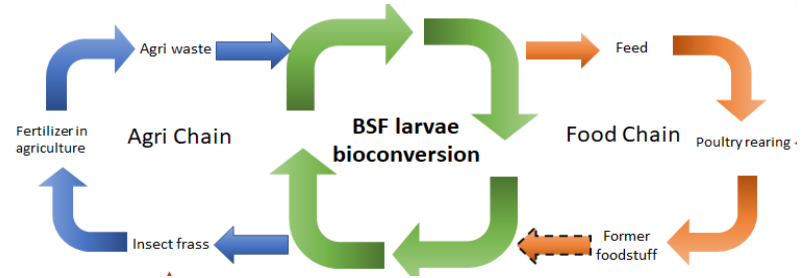 Agri waste
Feed
Fertilizer in
agriculture
Agri Chain
BSF larvae
bioconversion
Food Chain
Poultry rearing
Insect frass
Former
foodstuff